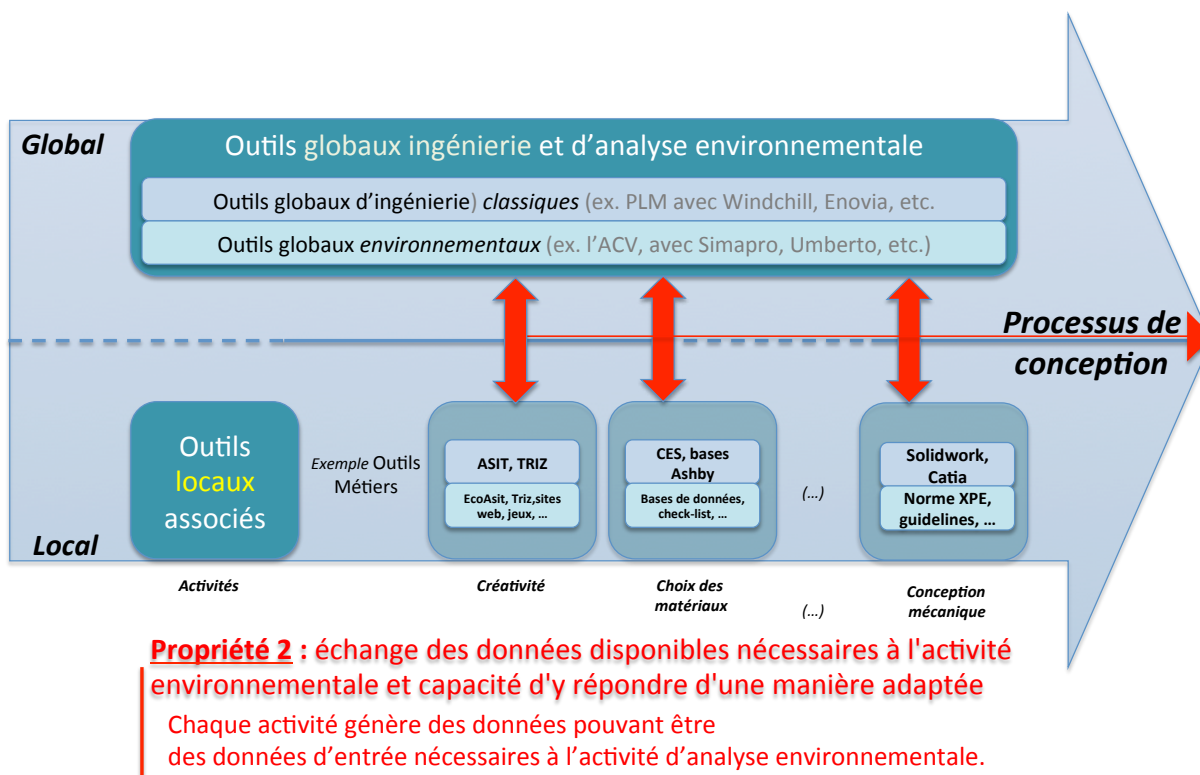 Global
Outils globaux ingénierie et d'analyse environnementale
Outils globaux d'ingénierie) classiques (ex. PLM avec Windchill, Enovia, etc.
Outils globaux environnementaux (ex. l'ACV, avec Simapro, Umberto, etc.)
Processus de
conception
Outils
locaux
associés
Exemple Outils
Métiers
ASIT, TRIZ
EcoAsit, Triz,sites
web, jeux, ...
CES, bases
Ashby
Bases de données,
check-list, ...
(...)
Solidwork,
Catia
Norme XPE,
guidelines, ...
Local
Activités
Créativité
Choix des
matériaux
(...)
Conception
mécanique
Propriété 2 : échange des données disponibles nécessaires à l'activité
environnementale et capacité d'y répondre d'une manière adaptée
Chaque activité génère des données pouvant être
des données d'entrée nécessaires à l'activité d'analyse environnementale.